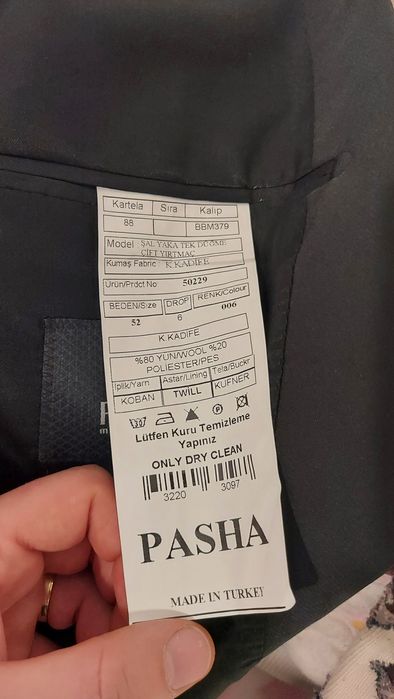 Kartela Sıra Kalıp
88 BBM379
Model ŞAL YAKA TEK DÜĞME
ÇİFT YIRTMAÇ
Kumaş Fabric K.KADİFE
Ürün/Prdct No: 50229
BEDEN/Size DROP RENK/Colour
52 6 006
K.KADİFE
%80 YUN/WOOL %20
POLIESTER/PES
İplik/Yarn Astar/Lining Tela/Buckr
KOBAN TWILL KUFNER
Lütfen Kuru Temizleme
Yapınız
ONLY DRY CLEAN
3220 3097
PASHA
MADE IN TURKEY